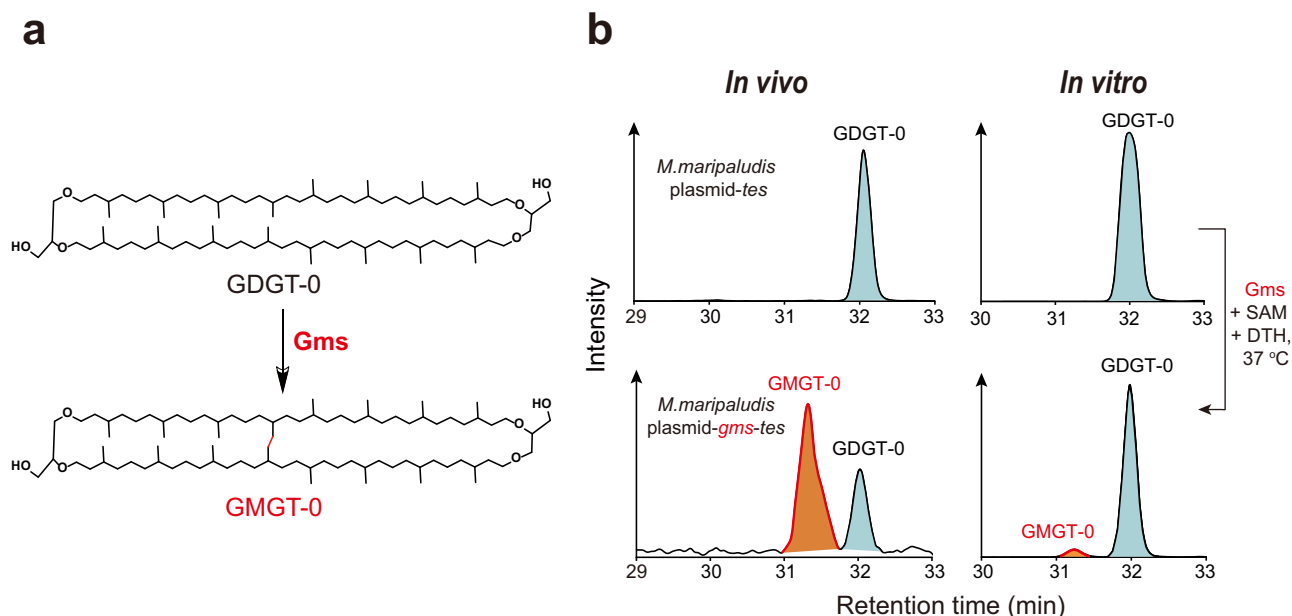 a
HO
O
O
O
O
HO
GDGT-0
Gms
HO
O
O
O
O
HO
GMGT-0
b
In vivo
In vitro
Intensity
GDGT-0
M.maripaludis
plasmid-tes
29 30 31 32 33
GDGT-0
30 31 32 33
Gms
+ SAM
+ DTH,
37 °C
GMGT-0
M.maripaludis
plasmid-gms-tes
GDGT-0
29 30 31 32 33
GDGT-0
GMGT-0
30 31 32 33
Retention time (min)